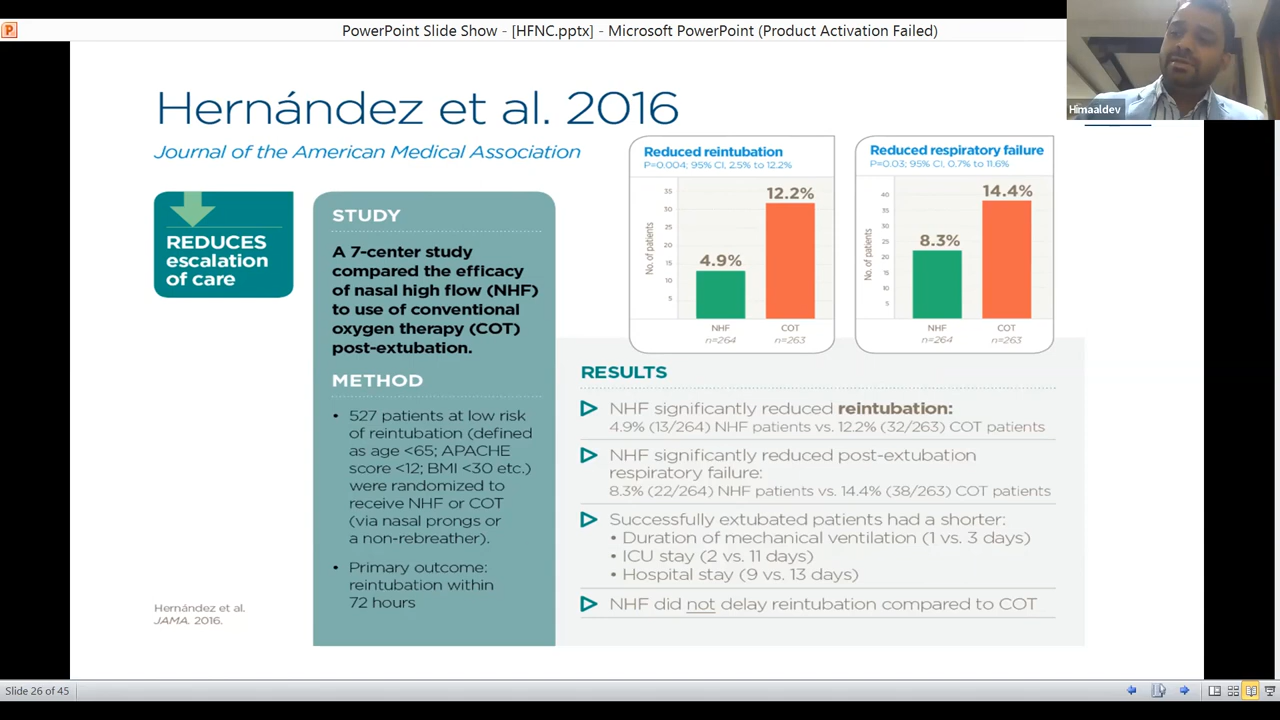 PowerPoint Slide Show - [HFNC.pptx] - Microsoft PowerPoint (Product Activation Failed)
Himaaldev
Hernández et al. 2016
Journal of the American Medical Association
REDUCES
escalation
of care
STUDY
A 7-center study
compared the efficacy
of nasal high flow (NHF)
to use of conventional
oxygen therapy (COT)
post-extubation.
METHOD
• 527 patients at low risk
of reintubation (defined
as age <65; APACHE
score <12; BMI <30 etc.)
were randomized to
receive NHF or COT
(via nasal prongs or
a non-rebreather).
• Primary outcome:
reintubation within
72 hours
Hernández et al.
JAMA. 2016.
Reduced reintubation
P=0.004; 95% CI, 2.5% to 12.2%
No. of patients
35
30
25
20
15
10
5
4.9%
12.2%
NHF
n=264
COT
n=263
Reduced respiratory failure
P=0.03; 95% CI, 0.7% to 11.6%
No. of patients
40
35
30
25
20
15
10
5
8.3%
14.4%
NHF
n=264
COT
n=263
RESULTS
NHF significantly reduced reintubation:
4.9% (13/264) NHF patients vs. 12.2% (32/263) COT patients
NHF significantly reduced post-extubation
respiratory failure:
8.3% (22/264) NHF patients vs. 14.4% (38/263) COT patients
Successfully extubated patients had a shorter:
• Duration of mechanical ventilation (1 vs. 3 days)
• ICU stay (2 vs. 11 days)
• Hospital stay (9 vs. 13 days)
NHF did not delay reintubation compared to COT
Slide 26 of 45